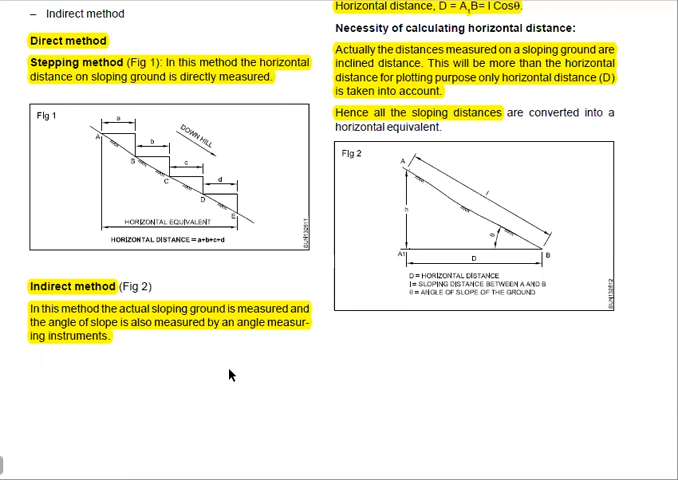 – Indirect method
Direct method
Stepping method (Fig 1): In this method the horizontal
distance on sloping ground is directly measured.
Fig 1
a
A
b
DOWN HILL
B
c
C
d
D
E
HORIZONTAL EQUIVALENT
HORIZONTAL DISTANCE = a+b+c+d
SUN132511
Indirect method (Fig 2)
In this method the actual sloping ground is measured and
the angle of slope is also measured by an angle measur-
ing instruments.
Horizontal distance, D = A₁B= l Cosθ.
Necessity of calculating horizontal distance:
Actually the distances measured on a sloping ground are
inclined distance. This will be more than the horizontal
distance for plotting purpose only horizontal distance (D)
is taken into account.
Hence all the sloping distances are converted into a
horizontal equivalent.
Fig 2
A
l
h
θ
A1
B
D
D = HORIZONTAL DISTANCE
l = SLOPING DISTANCE BETWEEN A AND B
θ = ANGLE OF SLOPE OF THE GROUND
SUN132512